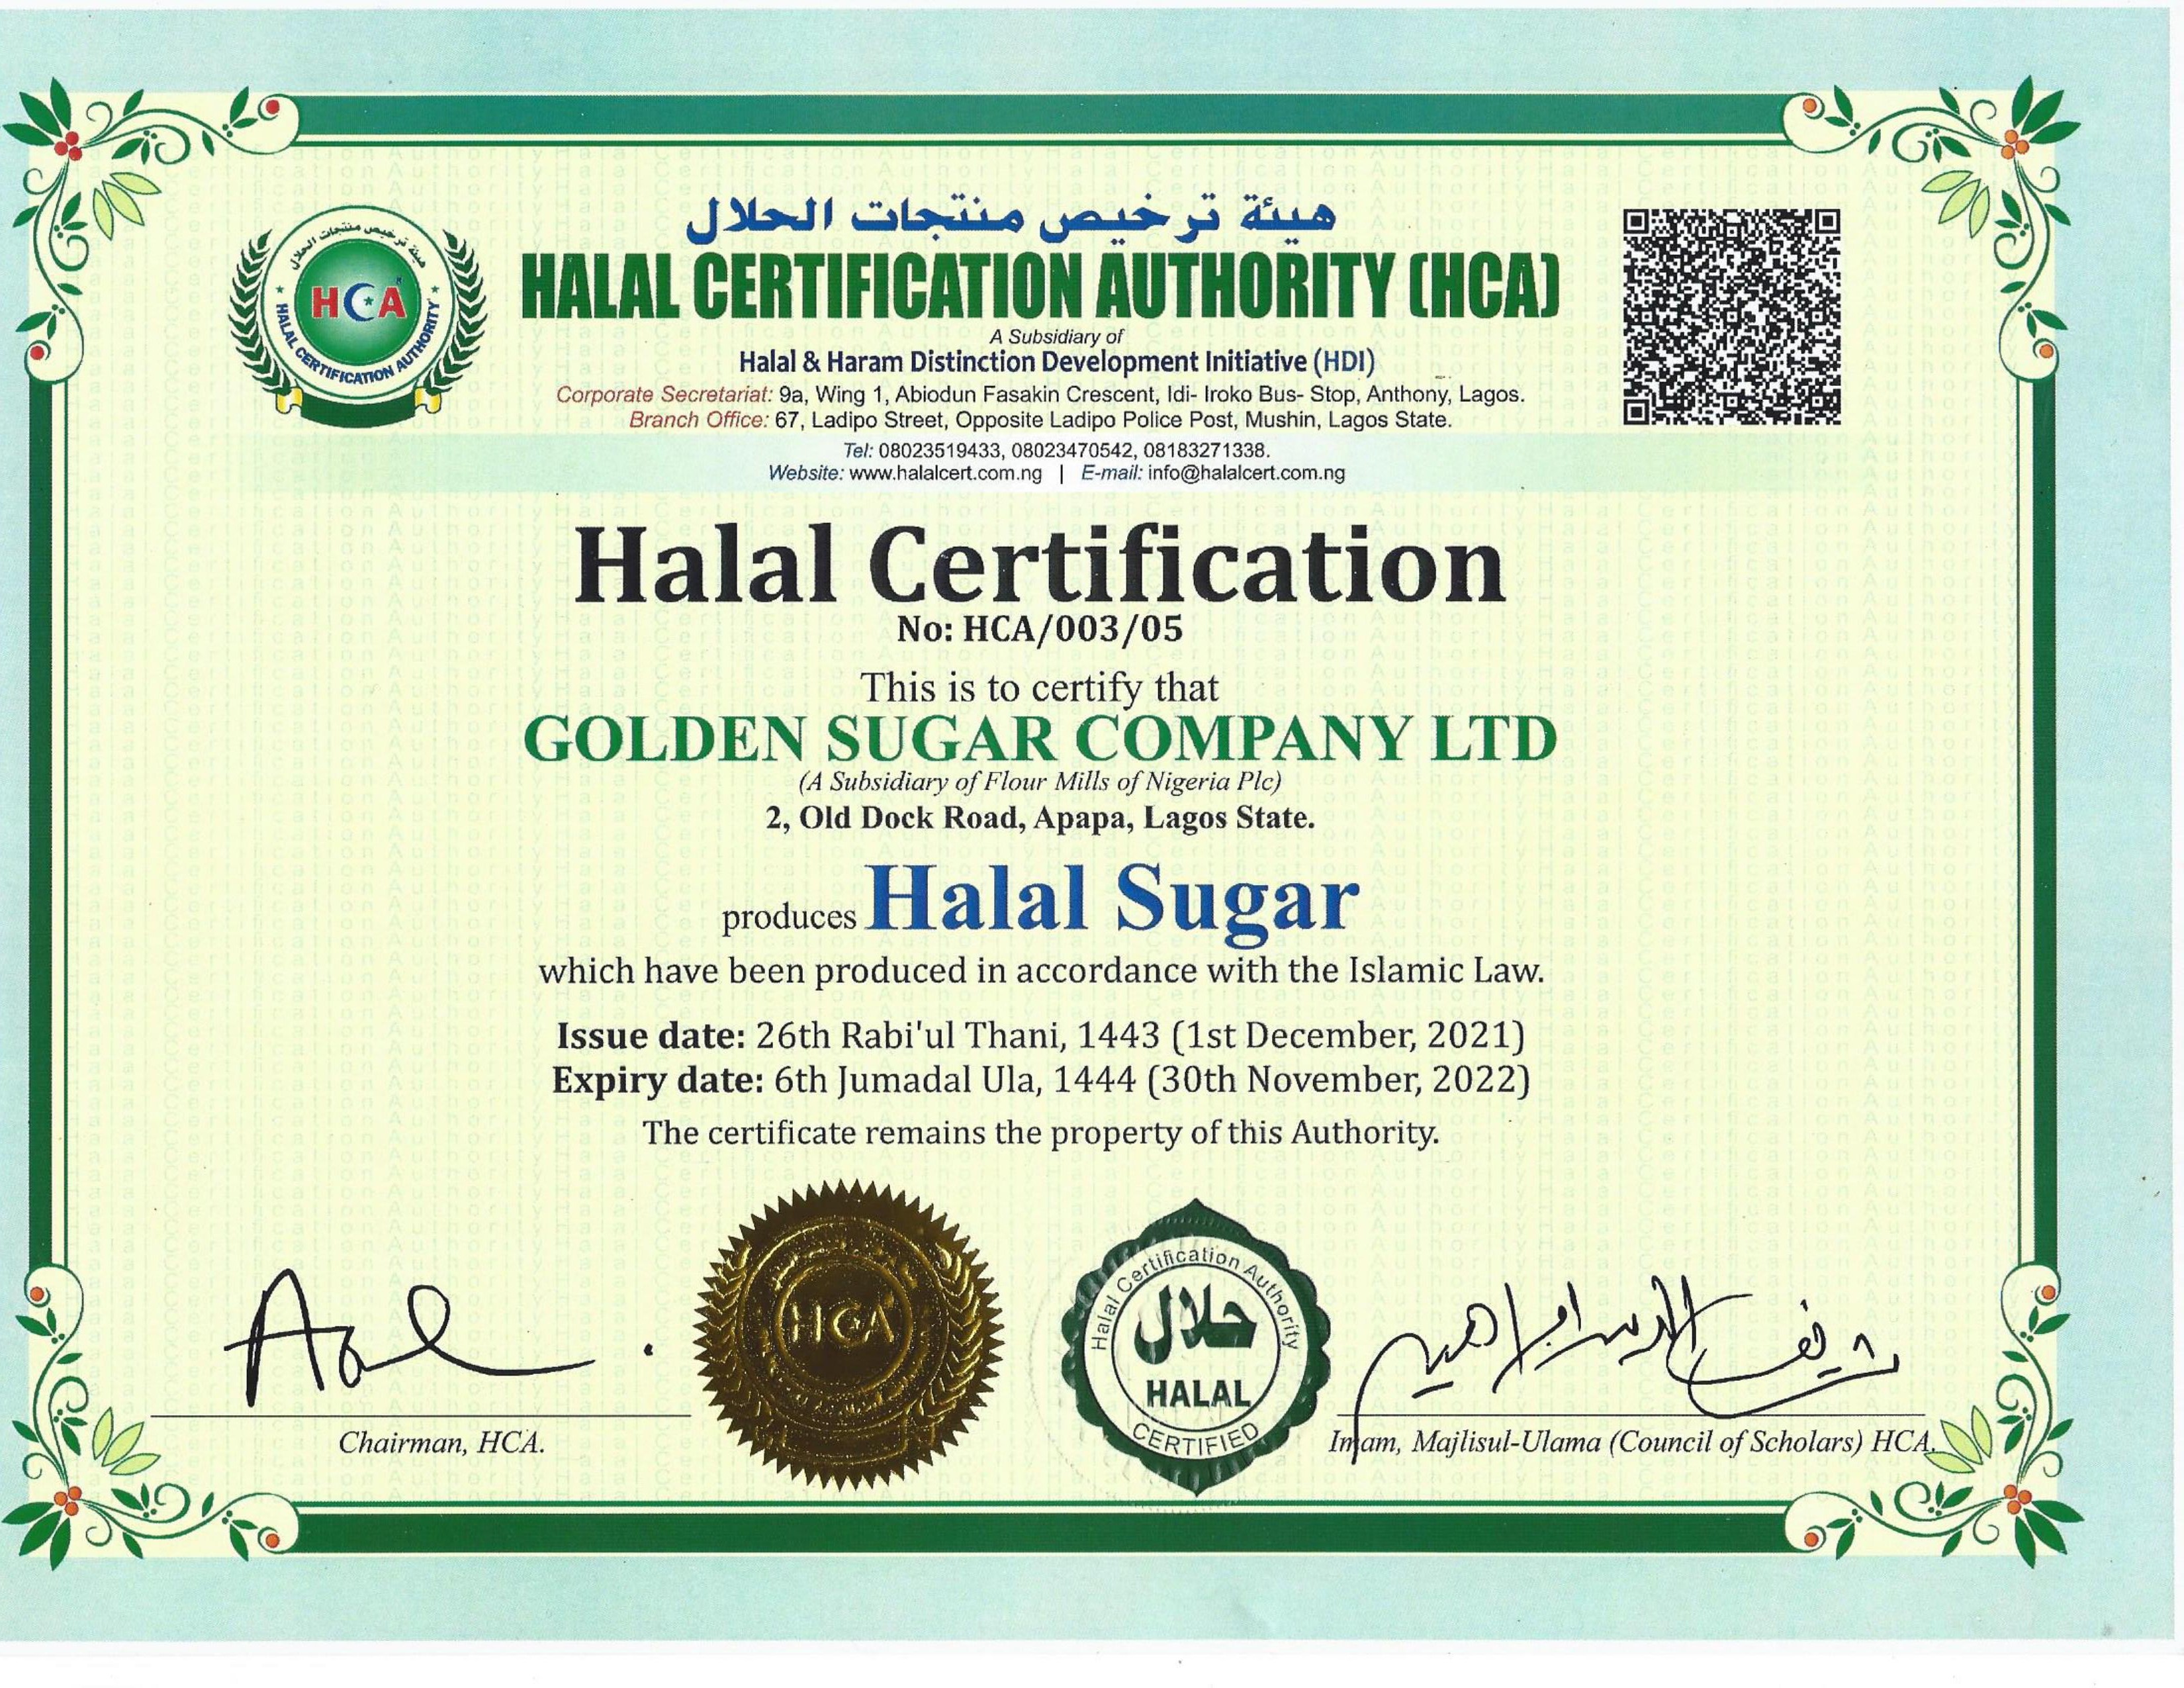 هيئة ترخيص منتجات الحلال
HALAL CERTIFICATION AUTHORITY (HCA)
A Subsidiary of
Halal & Haram Distinction Development Initiative (HDI)
Corporate Secretariat: 9a, Wing 1, Abiodun Fasakin Crescent, Idi- Iroko Bus- Stop, Anthony, Lagos.
Branch Office: 67, Ladipo Street, Opposite Ladipo Police Post, Mushin, Lagos State.
Tel: 08023519433, 08023470542, 08183271338.
Website: www.halalcert.com.ng | E-mail: info@halalcert.com.ng
هيئة ترخيص منتجات الحلال
HCA
HALAL CERTIFICATION AUTHORITY
Halal Certification
No: HCA/003/05
This is to certify that
GOLDEN SUGAR COMPANY LTD
(A Subsidiary of Flour Mills of Nigeria Plc)
2, Old Dock Road, Apapa, Lagos State.
produces Halal Sugar
which have been produced in accordance with the Islamic Law.
Issue date: 26th Rabi'ul Thani, 1443 (1st December, 2021)
Expiry date: 6th Jumadal Ula, 1444 (30th November, 2022)
The certificate remains the property of this Authority.
HCA
Halal Certification Authority
حلال
HALAL
CERTIFIED
Chairman, HCA.
Imam, Majlisul-Ulama (Council of Scholars) HCA.